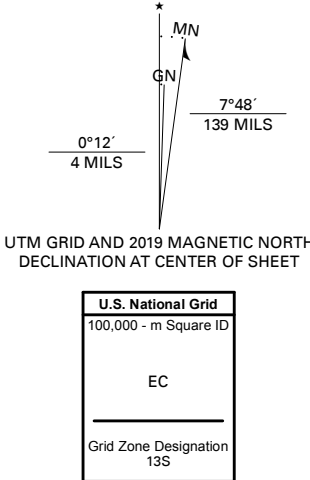 ★
MN
GN
7°48´
139 MILS
0°12´
4 MILS
UTM GRID AND 2019 MAGNETIC NORTH
DECLINATION AT CENTER OF SHEET
U.S. National Grid
100,000 - m Square ID
EC
Grid Zone Designation
13S